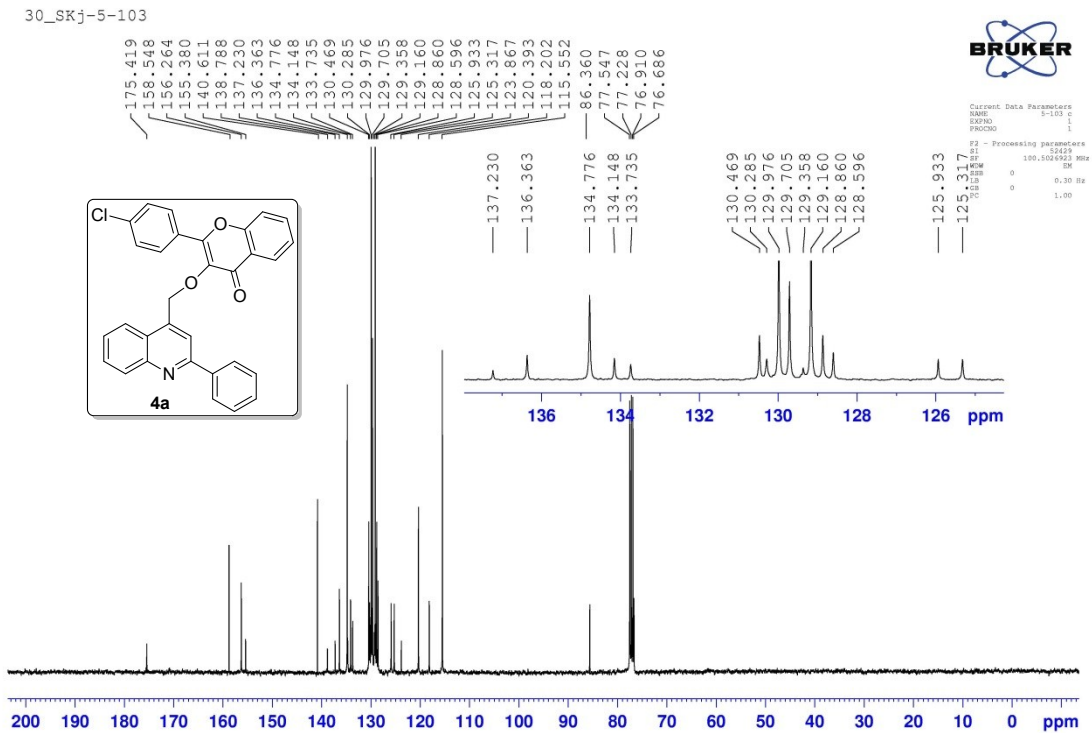 30_SKj-5-103
175.419
158.548
156.264
155.380
140.611
138.788
137.230
136.363
134.776
134.148
133.735
130.469
130.285
129.976
129.705
129.358
129.160
128.860
128.596
125.933
125.317
123.867
120.393
118.202
115.552
86.360
77.547
77.228
76.910
76.686
BRUKER
Current Data Parameters
NAME 5-103 c
EXPNO 1
PROCNO 1
F2 - Processing parameters
SI 52429
SF 100.5026923 MHz
WDW EM
SSB 0
LB 0.30 Hz
GB 0
PC 1.00
137.230
136.363
134.776
134.148
133.735
130.469
130.285
129.976
129.705
129.358
129.160
128.860
128.596
125.933
125.317
136 134 132 130 128 126 ppm
Cl
O
O
O
N
4a
200 190 180 170 160 150 140 130 120 110 100 90 80 70 60 50 40 30 20 10 0 ppm